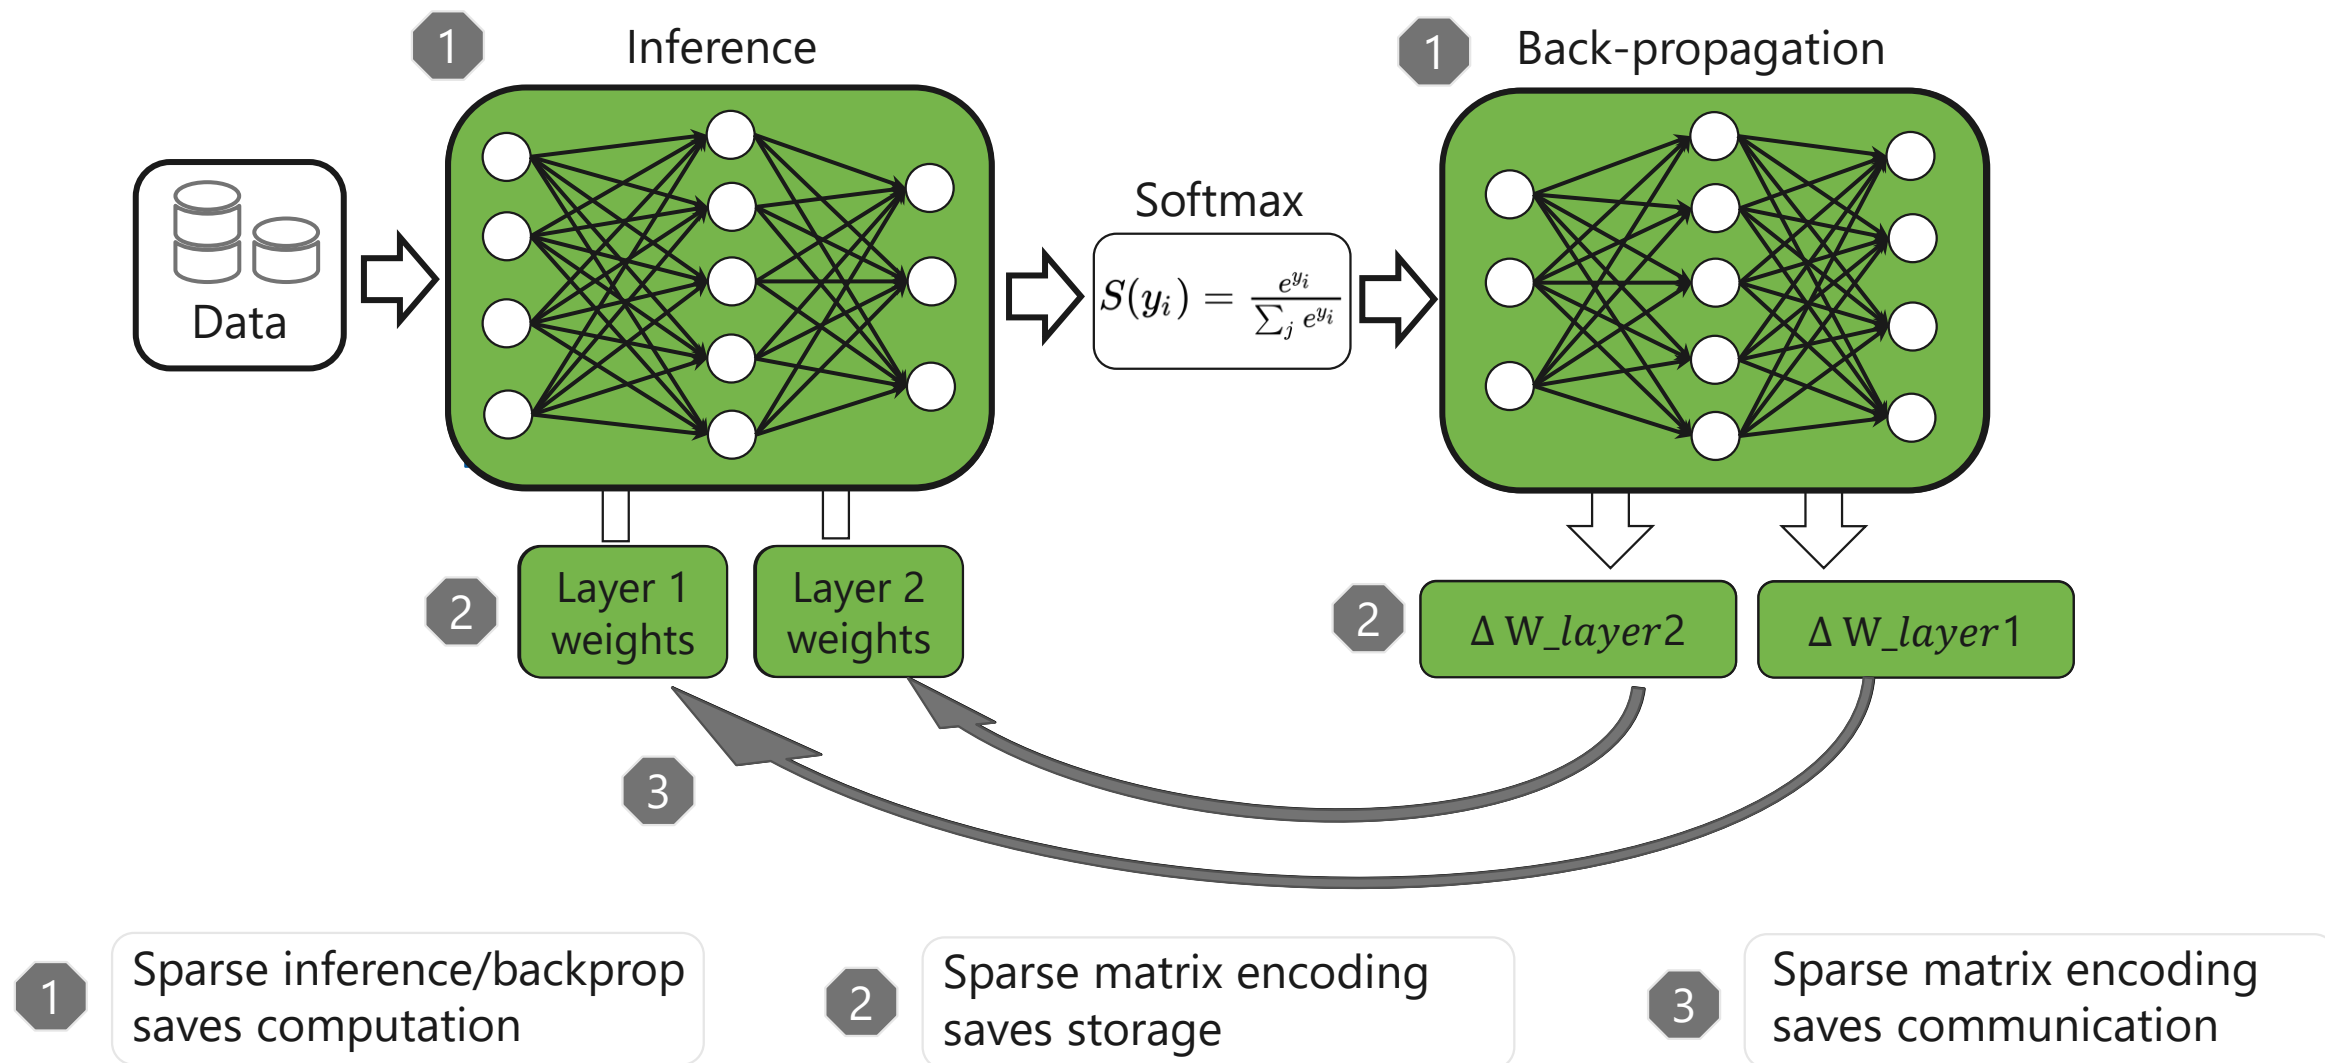 1
Inference
1
Back-propagation
Data
Softmax
S(y_i) = e^{y_i} / ∑_j e^{y_i}
2
Layer 1
weights
Layer 2
weights
2
Δ W_layer2
Δ W_layer1
3
1
Sparse inference/backprop
saves computation
2
Sparse matrix encoding
saves storage
3
Sparse matrix encoding
saves communication